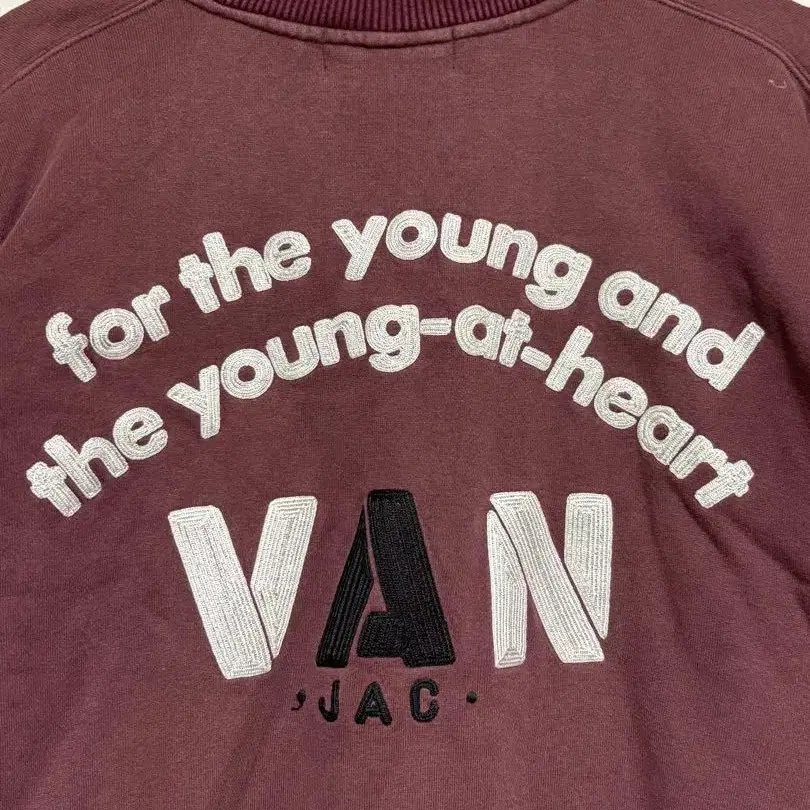 for the young and
the young-at-heart
VAN
,JAC.